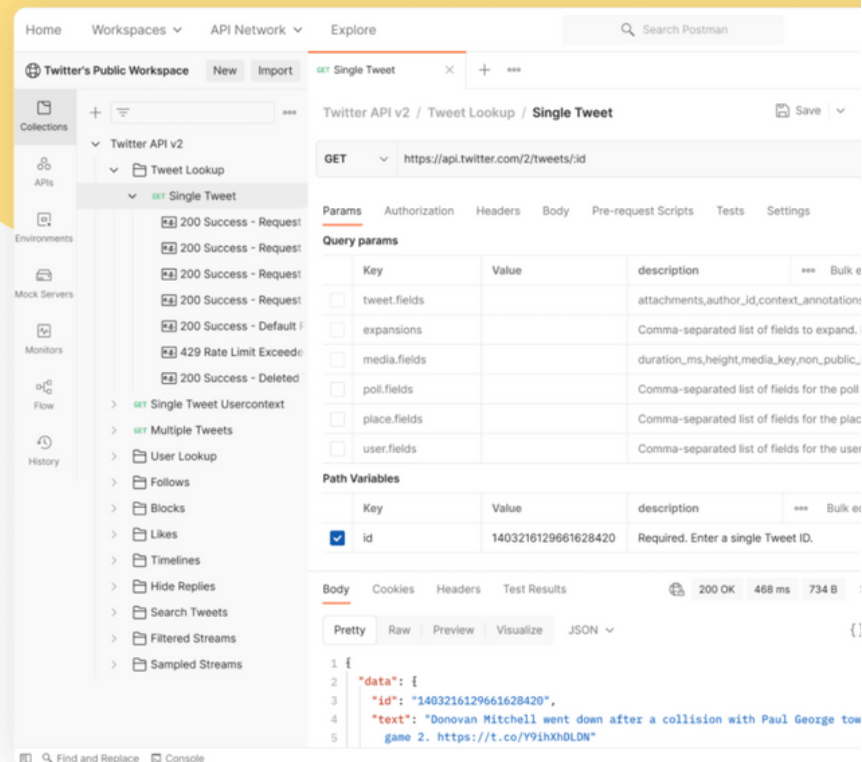 Home Workspaces API Network Explore Search Postman
Twitter's Public Workspace New Import
GET Single Tweet
Collections
APIs
Environments
Mock Servers
Monitors
Flow
History
Twitter API v2
Tweet Lookup
GET Single Tweet
200 Success - Request
200 Success - Request
200 Success - Request
200 Success - Request
200 Success - Default
429 Rate Limit Exceede
200 Success - Deleted
GET Single Tweet Usercontext
GET Multiple Tweets
User Lookup
Follows
Blocks
Likes
Timelines
Hide Replies
Search Tweets
Filtered Streams
Sampled Streams
Twitter API v2 / Tweet Lookup / Single Tweet Save
GET https://api.twitter.com/2/tweets/:id
Params Authorization Headers Body Pre-request Scripts Tests Settings
Query params
Key Value description Bulk e
tweet.fields attachments,author_id,context_annotations
expansions Comma-separated list of fields to expand.
media.fields duration_ms,height,media_key,non_public_
poll.fields Comma-separated list of fields for the poll
place.fields Comma-separated list of fields for the plac
user.fields Comma-separated list of fields for the user
Path Variables
Key Value description Bulk ed
id 1403216129661628420 Required. Enter a single Tweet ID.
Body Cookies Headers Test Results 200 OK 468 ms 734 B
Pretty Raw Preview Visualize JSON {}
1 {
2 "data": {
3 "id": "1403216129661628420",
4 "text": "Donovan Mitchell went down after a collision with Paul George tow
5 game 2. https://t.co/Y9ihXhDLDN"
Find and Replace Console